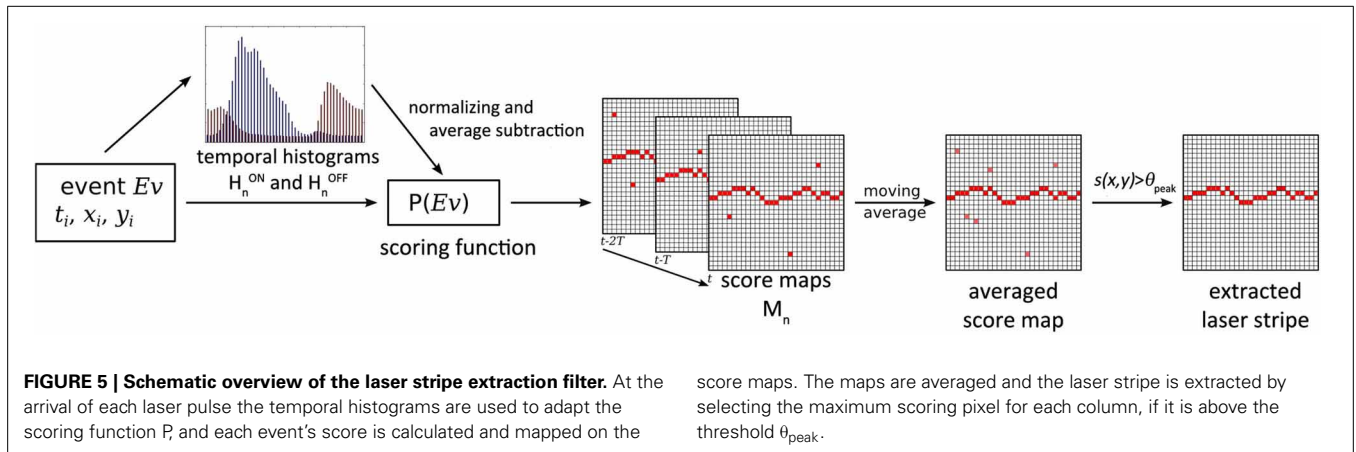 event Ev
t_i, x_i, y_i
temporal histograms
H_n^ON and H_n^OFF
normalizing and
average subtraction
P(Ev)
scoring function
t-2T
t-T
t
score maps
M_n
moving
average
averaged
score map
s(x,y)>θ_peak
extracted
laser stripe
FIGURE 5 | Schematic overview of the laser stripe extraction filter. At the
arrival of each laser pulse the temporal histograms are used to adapt the
scoring function P, and each event's score is calculated and mapped on the
score maps. The maps are averaged and the laser stripe is extracted by
selecting the maximum scoring pixel for each column, if it is above the
threshold θ_peak.